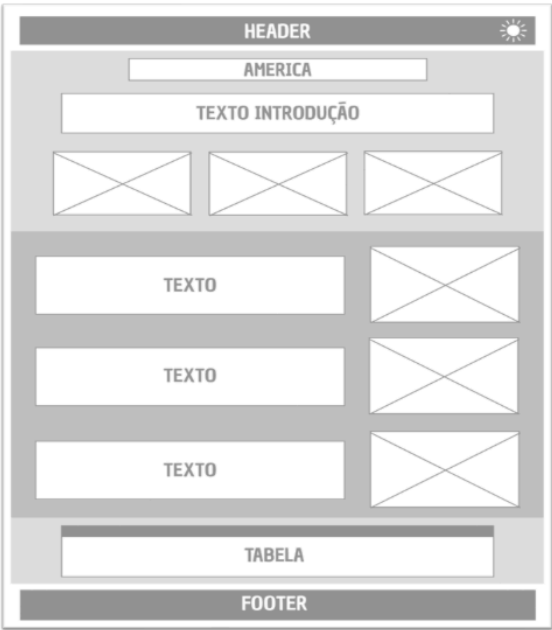 HEADER
AMERICA
TEXTO INTRODUÇÃO
TEXTO
TEXTO
TEXTO
TABELA
FOOTER